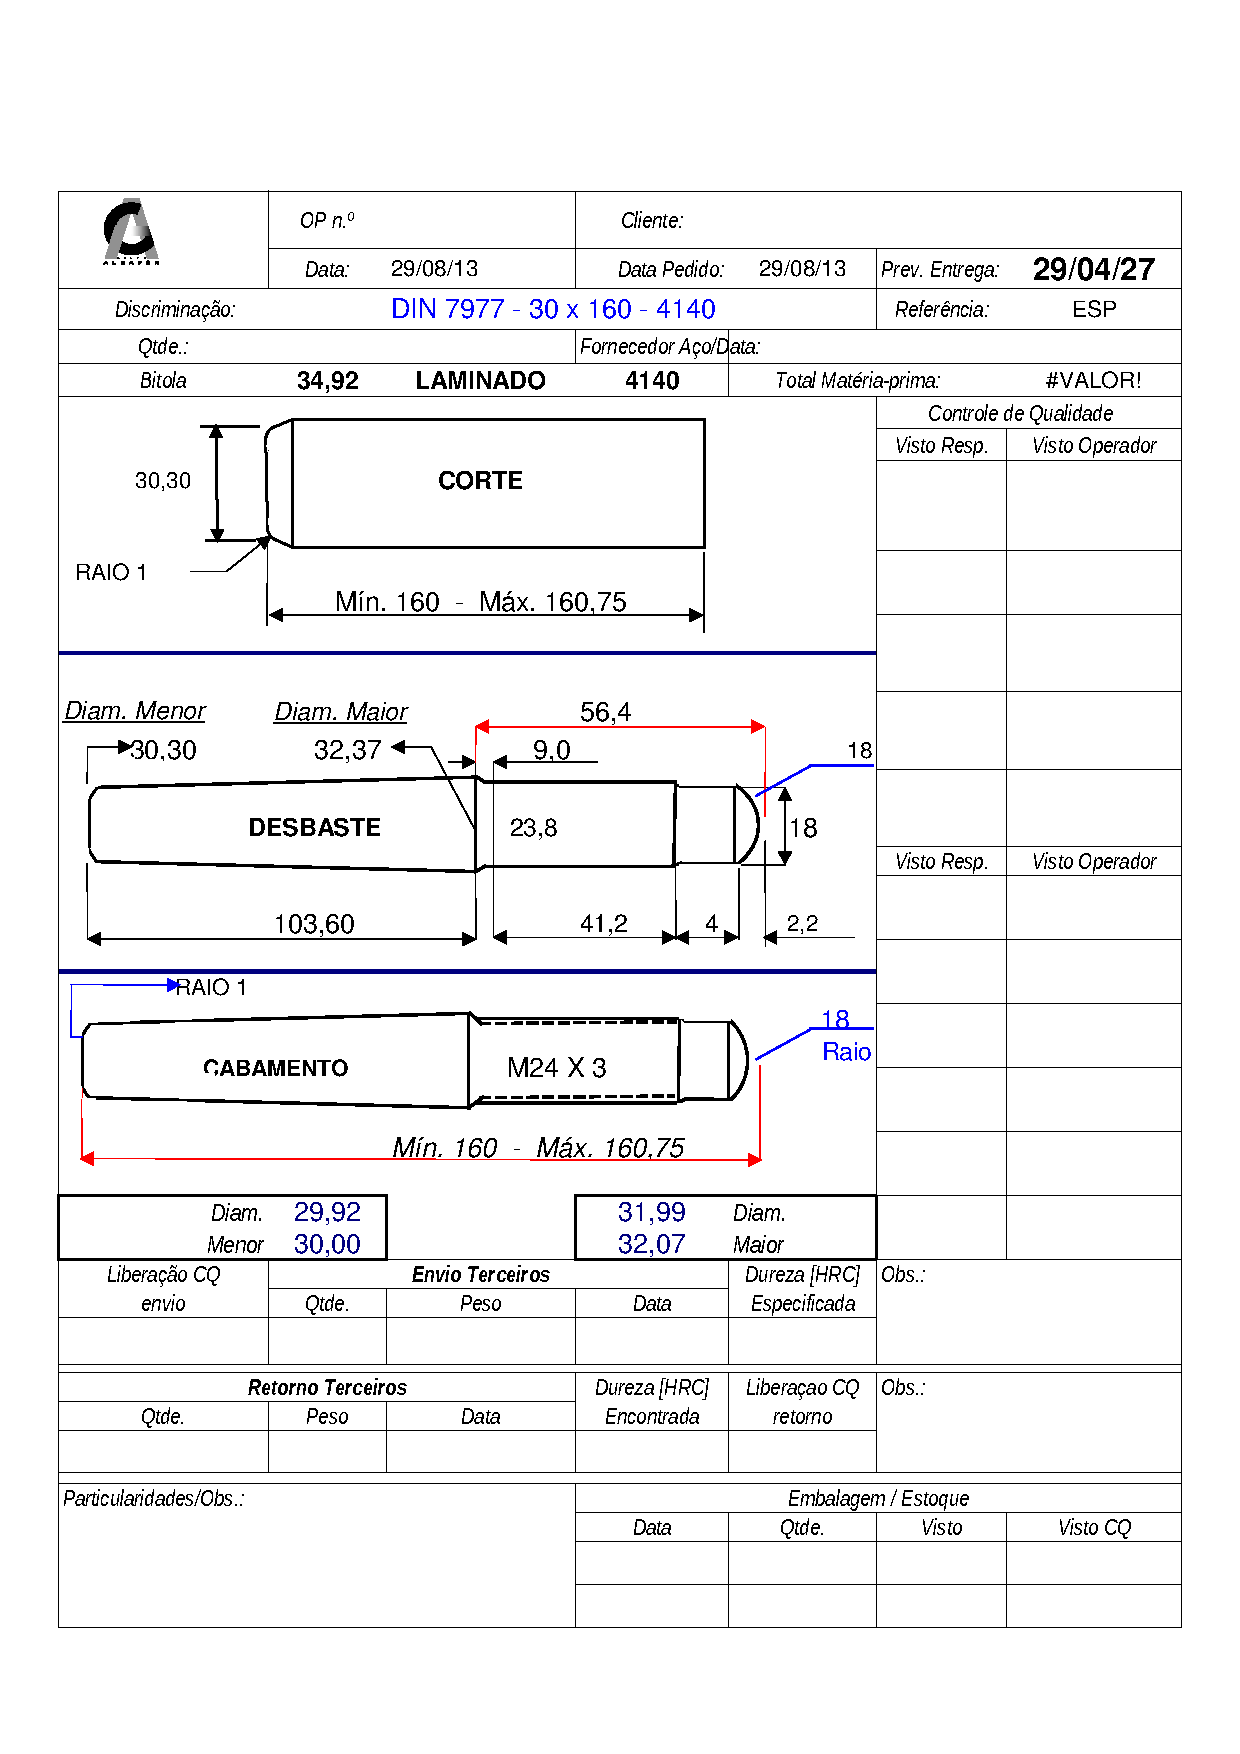 ALBAFER
OP n.º Cliente:
Data: 29/08/13 Data Pedido: 29/08/13 Prev. Entrega: 29/04/27
Discriminação: DIN 7977 - 30 x 160 - 4140 Referência: ESP
Qtde.: Fornecedor Aço/Data:
Bitola 34,92 LAMINADO 4140 Total Matéria-prima: #VALOR!
Controle de Qualidade
Visto Resp. Visto Operador
30,30 CORTE
RAIO 1
Mín. 160 - Máx. 160,75
Diam. Menor Diam. Maior 56,4
30,30 32,37 9,0 18
DESBASTE 23,8 18
Visto Resp. Visto Operador
103,60 41,2 4 2,2
RAIO 1
18
Raio
CABAMENTO M24 X 3
Mín. 160 - Máx. 160,75
Diam. 29,92 31,99 Diam.
Menor 30,00 32,07 Maior
Liberação CQ Envio Terceiros Dureza [HRC] Obs.:
envio Qtde. Peso Data Especificada
Retorno Terceiros Dureza [HRC] Liberaçao CQ Obs.:
Qtde. Peso Data Encontrada retorno
Particularidades/Obs.: Embalagem / Estoque
Data Qtde. Visto Visto CQ